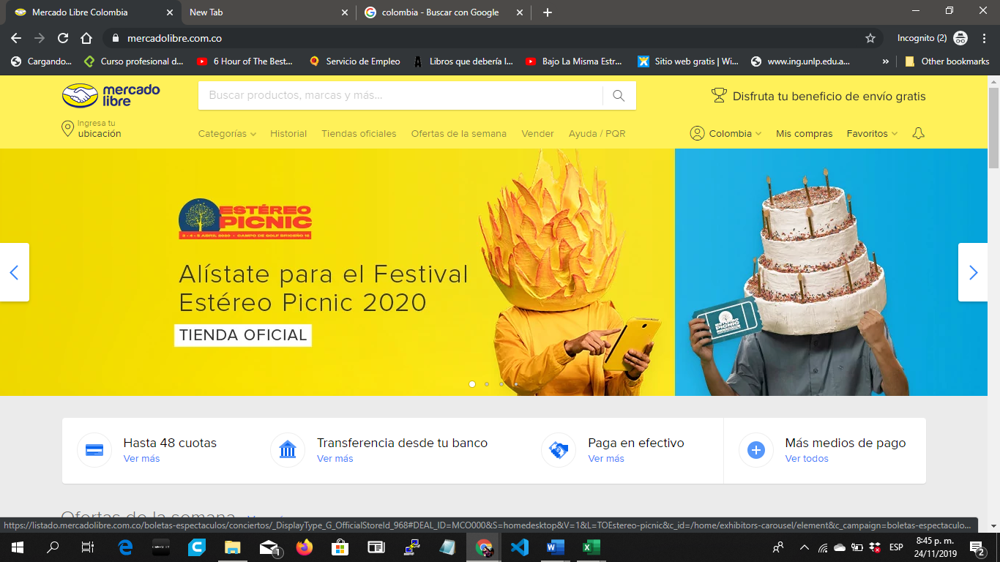 Mercado Libre Colombia
New Tab
colombia - Buscar con Google
mercadolibre.com.co
Incognito (2)
Cargando...
Curso profesional d...
6 Hour of The Best...
Servicio de Empleo
Libros que debería l...
Bajo La Misma Estr...
Sitio web gratis | Wi...
www.ing.unlp.edu.a...
»
Other bookmarks
mercado
libre
Buscar productos, marcas y más...
Disfruta tu beneficio de envío gratis
Ingresa tu
ubicación
Categorías
Historial
Tiendas oficiales
Ofertas de la semana
Vender
Ayuda / PQR
Colombia
Mis compras
Favoritos
ESTÉREO
PICNIC
3 - 4 - 5 ABRIL 2020 • CAMPO DE GOLF BRICEÑO 18
Alístate para el Festival
Estéreo Picnic 2020
TIENDA OFICIAL
ESTÉREO
PICNIC
Hasta 48 cuotas
Ver más
Transferencia desde tu banco
Ver más
Paga en efectivo
Ver más
Más medios de pago
Ver todos
Ofertas de la semana
https://listado.mercadolibre.com.co/boletas-espectaculos/conciertos/_DisplayType_G_OfficialStoreId_968#DEAL_ID=MCO000&S=homedesktop&V=1&L=TOEstereo-picnic&c_id=/home/exhibitors-carousel/element&c_campaign=boletas-espectaculo...
1
ESP
8:45 p. m.
24/11/2019
2